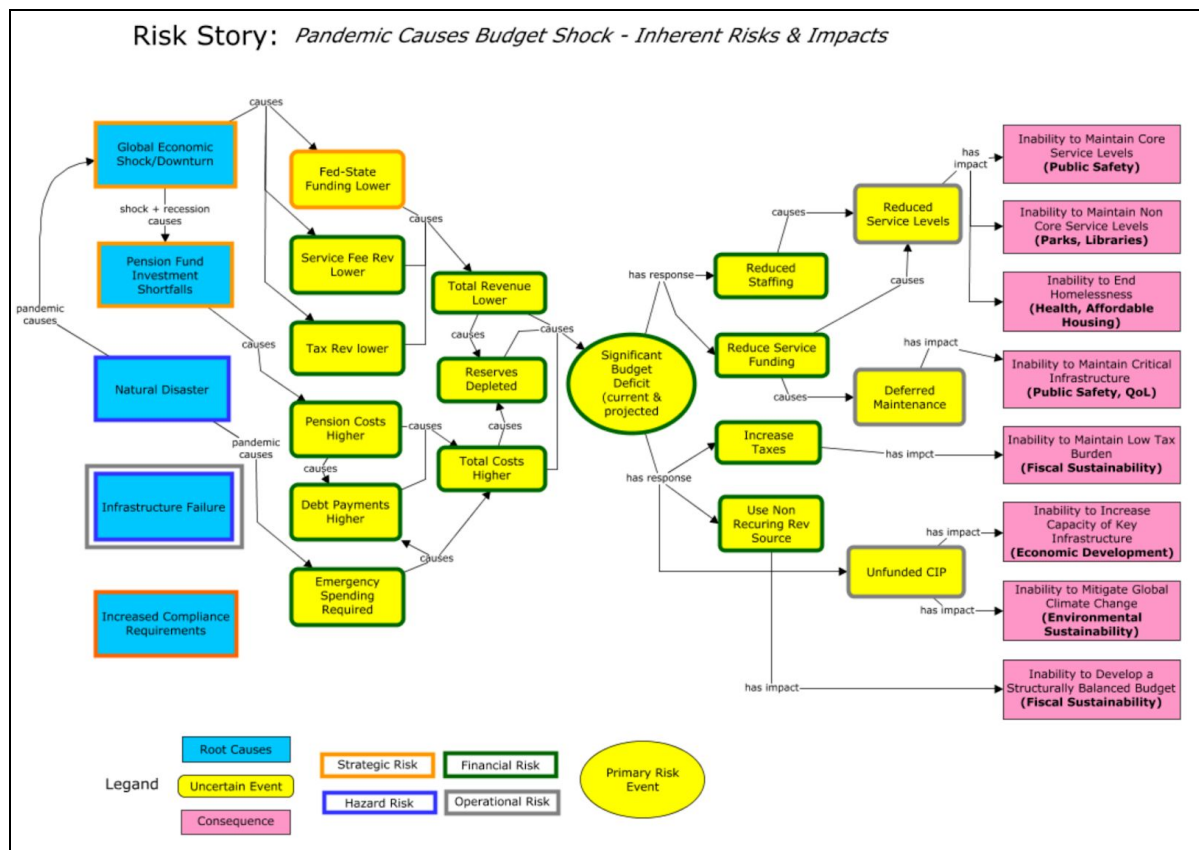 Risk Story: Pandemic Causes Budget Shock - Inherent Risks & Impacts
causes
Global Economic
Shock/Downturn
shock + recession
causes
Pension Fund
Investment
Shortfalls
pandemic
causes
Natural Disaster
Infrastructure Failure
Increased Compliance
Requirements
Fed-State
Funding Lower
Service Fee Rev
Lower
Tax Rev lower
causes
causes
Pension Costs
Higher
pandemic
causes
causes
Debt Payments
Higher
Emergency
Spending
Required
causes
causes
Total Revenue
Lower
causes
Reserves
Depleted
causes
Total Costs
Higher
causes
Significant
Budget
Deficit
(current &
projected
has response
Reduced
Staffing
causes
Reduced
Service Levels
Reduce Service
Funding
causes
causes
Deferred
Maintenance
has response
Increase
Taxes
Use Non
Recuring Rev
Source
Unfunded CIP
has
impact
has impact
has impct
has impact
has impact
has impact
Inability to Maintain Core
Service Levels
(Public Safety)
Inability to Maintain Non
Core Service Levels
(Parks, Libraries)
Inability to End
Homelessness
(Health, Affordable
Housing)
Inability to Maintain Critical
Infrastructure
(Public Safety, QoL)
Inability to Maintain Low Tax
Burden
(Fiscal Sustainability)
Inability to Increase
Capacity of Key
Infrastructure
(Economic Development)
Inability to Mitigate Global
Climate Change
(Environmental
Sustainability)
Inability to Develop a
Structurally Balanced Budget
(Fiscal Sustainability)
Legand
Root Causes
Uncertain Event
Consequence
Strategic Risk
Financial Risk
Hazard Risk
Operational Risk
Primary Risk
Event